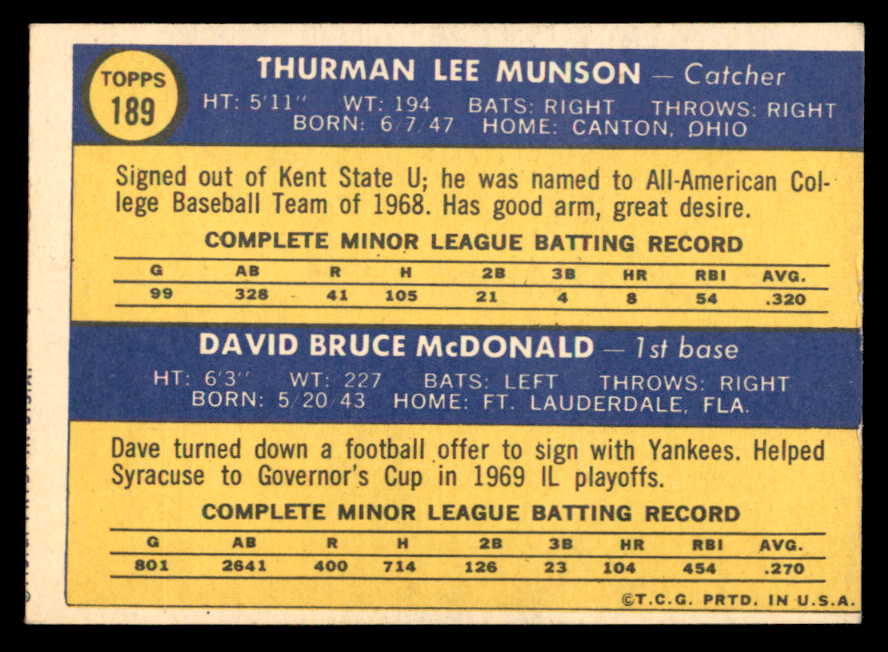 TOPPS
189
THURMAN LEE MUNSON — Catcher
HT: 5'11" WT: 194 BATS: RIGHT THROWS: RIGHT
BORN: 6/7/47 HOME: CANTON, OHIO
Signed out of Kent State U; he was named to All-American Col-
lege Baseball Team of 1968. Has good arm, great desire.
COMPLETE MINOR LEAGUE BATTING RECORD
G AB R H 2B 3B HR RBI AVG.
99 328 41 105 21 4 8 54 .320
DAVID BRUCE McDONALD — 1st base
HT: 6'3" WT: 227 BATS: LEFT THROWS: RIGHT
BORN: 5/20/43 HOME: FT. LAUDERDALE, FLA.
Dave turned down a football offer to sign with Yankees. Helped
Syracuse to Governor's Cup in 1969 IL playoffs.
COMPLETE MINOR LEAGUE BATTING RECORD
G AB R H 2B 3B HR RBI AVG.
801 2641 400 714 126 23 104 454 .270
©T.C.G. PRTD. IN U.S.A.